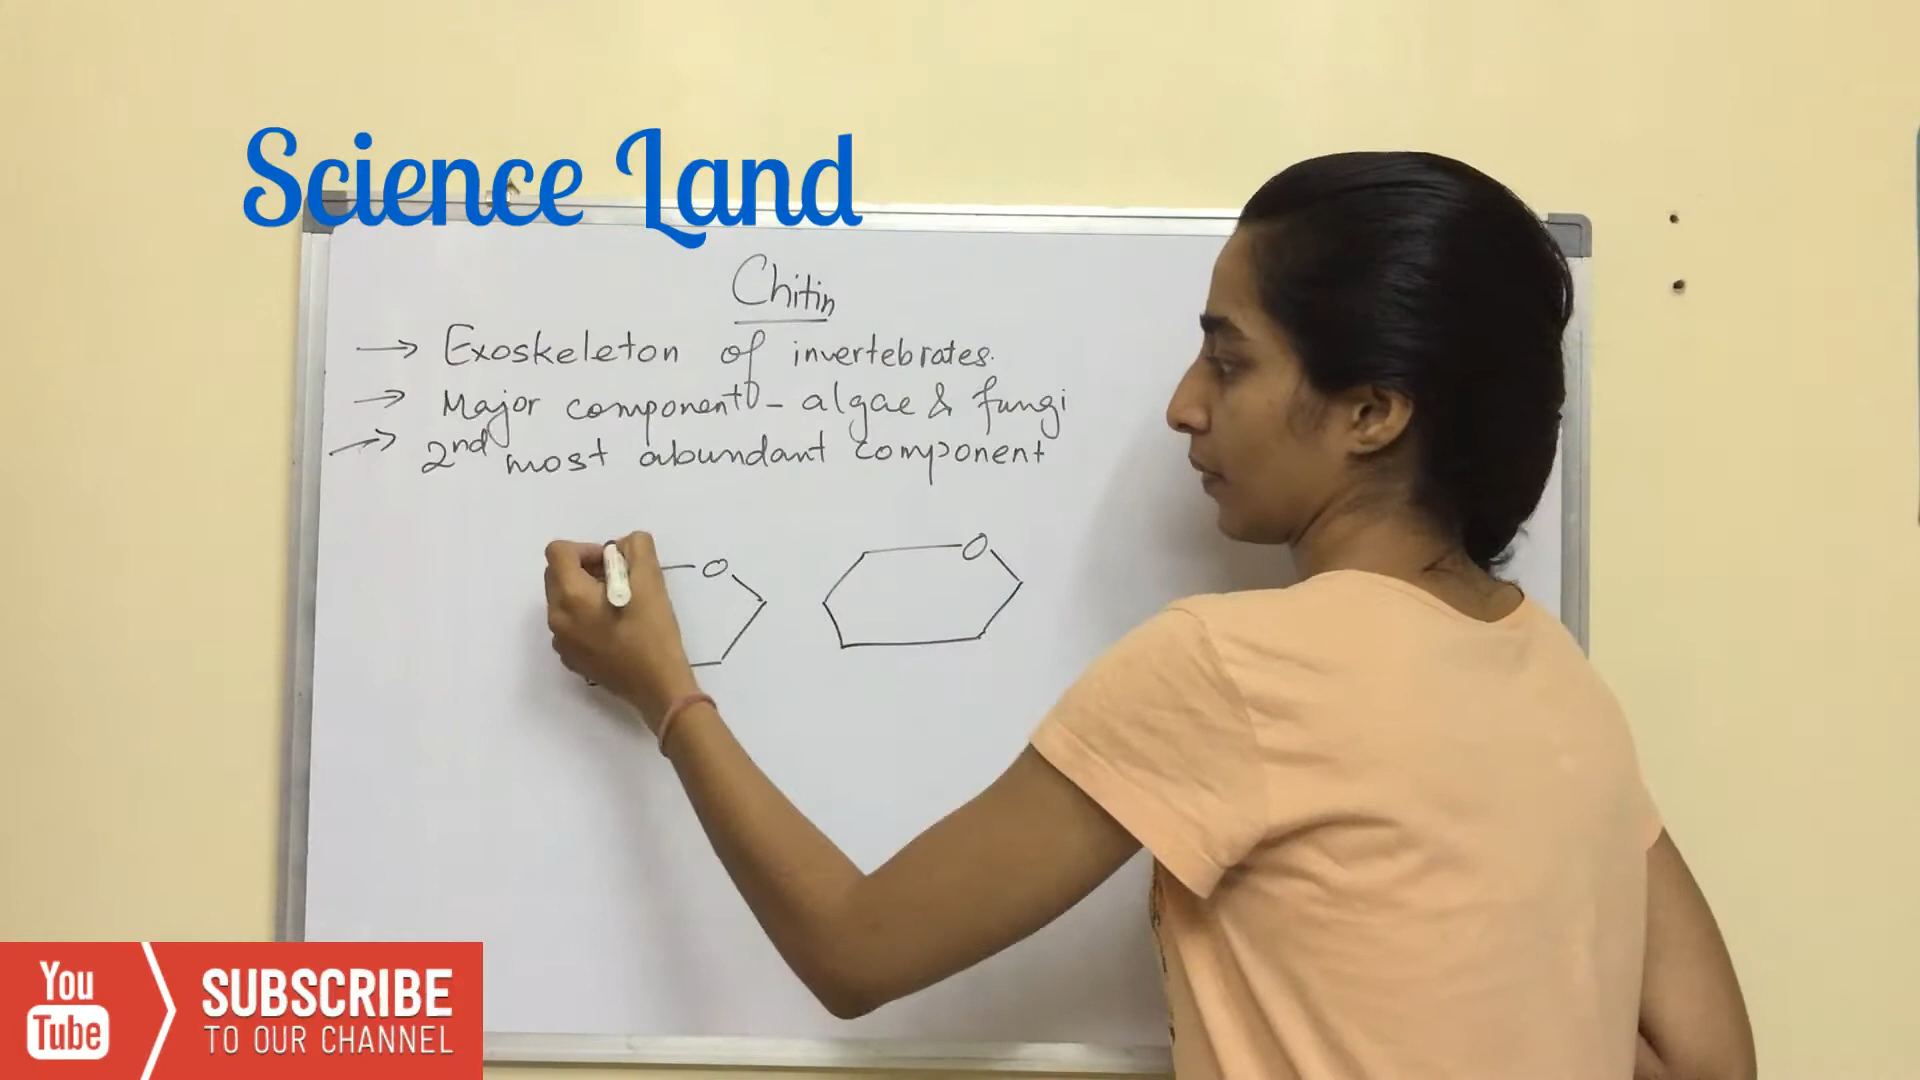 Science Land
Chitin
→ Exoskeleton of invertebrates.
→ Major component - algae & fungi
→ 2nd most abundant component
O
O
You
Tube
SUBSCRIBE
TO OUR CHANNEL